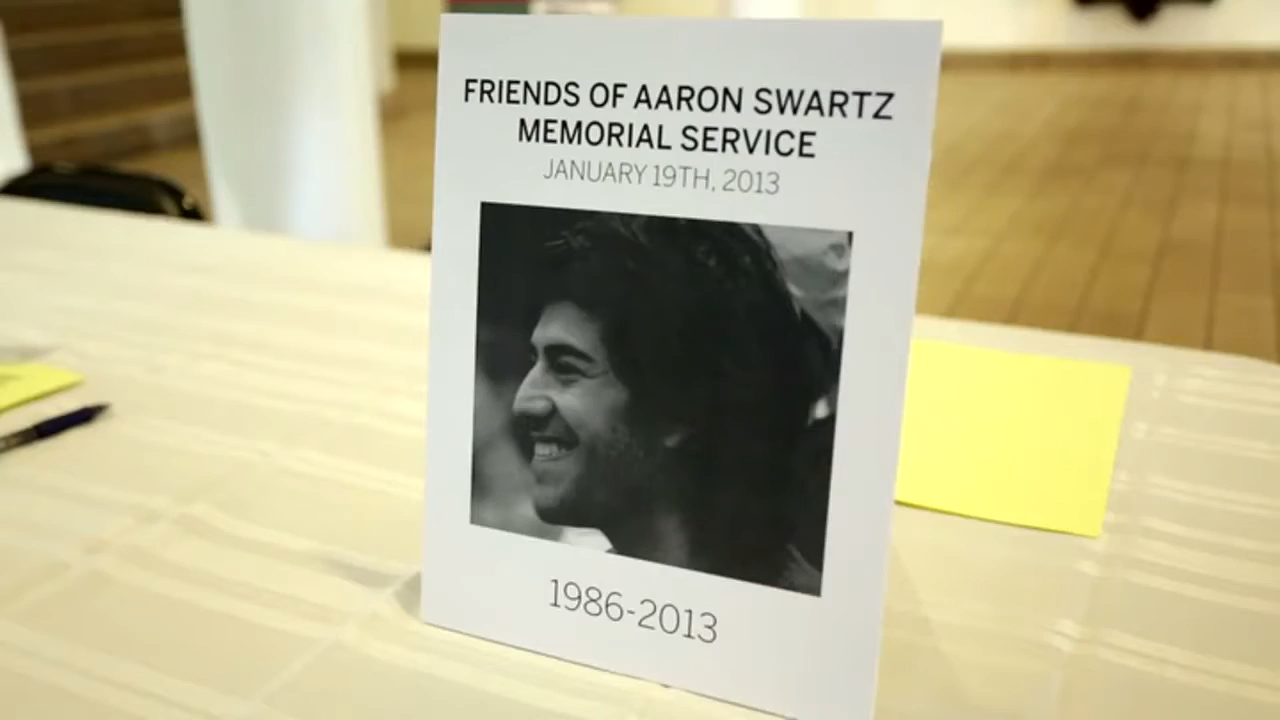 FRIENDS OF AARON SWARTZ
MEMORIAL SERVICE
JANUARY 19TH, 2013
1986-2013